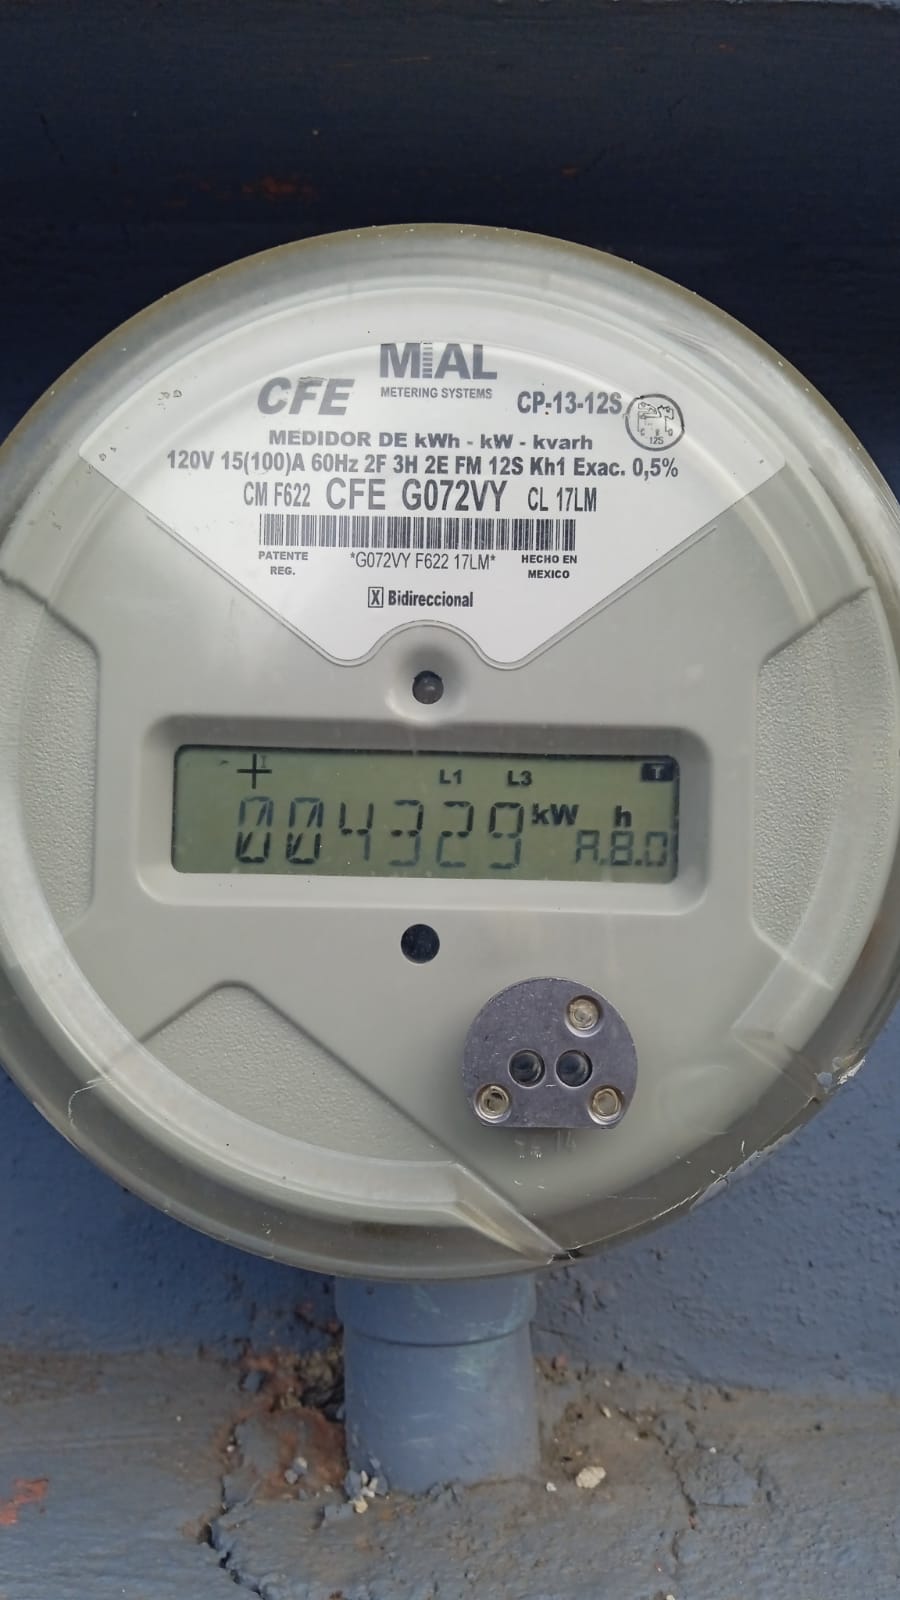 MIAL
METERING SYSTEMS
CFE
CP-13-12S
12S
MEDIDOR DE kWh - kW - kvarh
120V 15(100)A 60Hz 2F 3H 2E FM 12S Kh1 Exac. 0,5%
CM F622 CFE G072VY CL 17LM
PATENTE REG.
*G072VY F622 17LM*
HECHO EN MEXICO
X Bidireccional
L1 L3 T
004329 kW h A.8.0